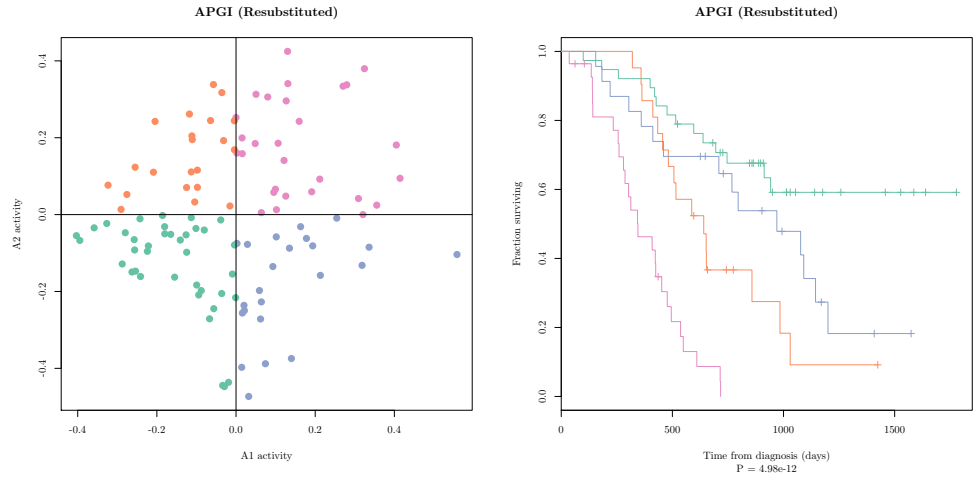 APGI (Resubstituted)
A2 activity
0.4
0.2
0.0
-0.2
-0.4
-0.4
-0.2
0.0
0.2
0.4
A1 activity
APGI (Resubstituted)
Fraction surviving
1.0
0.8
0.6
0.4
0.2
0.0
0
500
1000
1500
Time from diagnosis (days)
P = 4.98e-12